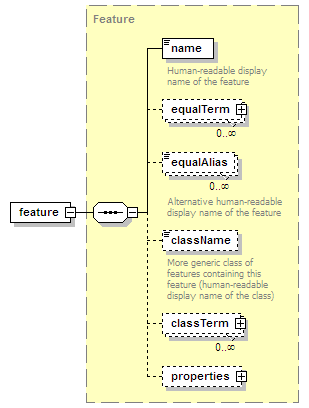 Feature
name
Human-readable display
name of the feature
equalTerm
0..∞
equalAlias
0..∞
Alternative human-readable
display name of the feature
feature
className
More generic class of
features containing this
feature (human-readable
display name of the class)
classTerm
0..∞
properties